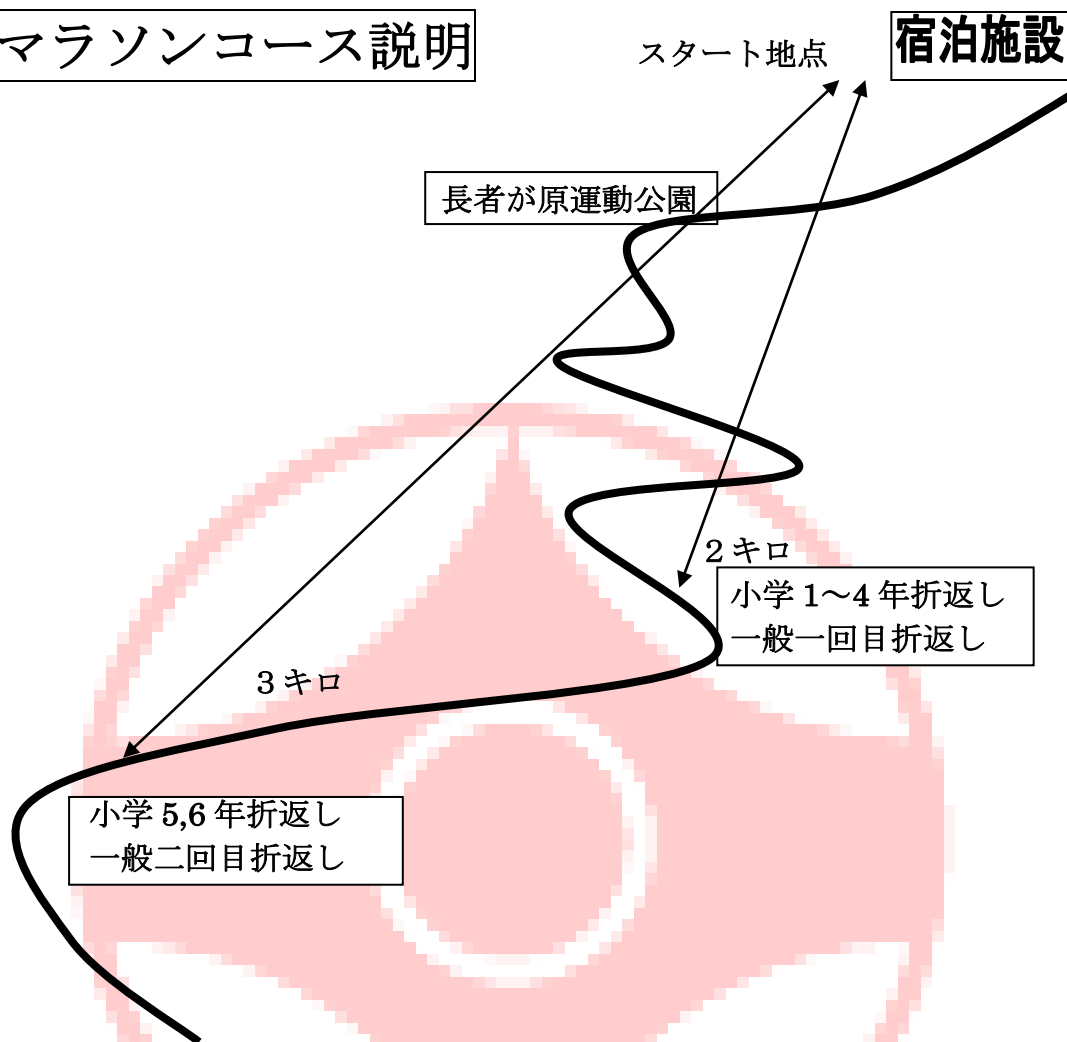 マラソンコース説明
スタート地点
宿泊施設
長者が原運動公園
2キロ
小学1～4年折返し
一般一回目折返し
3キロ
小学5,6年折返し
一般二回目折返し